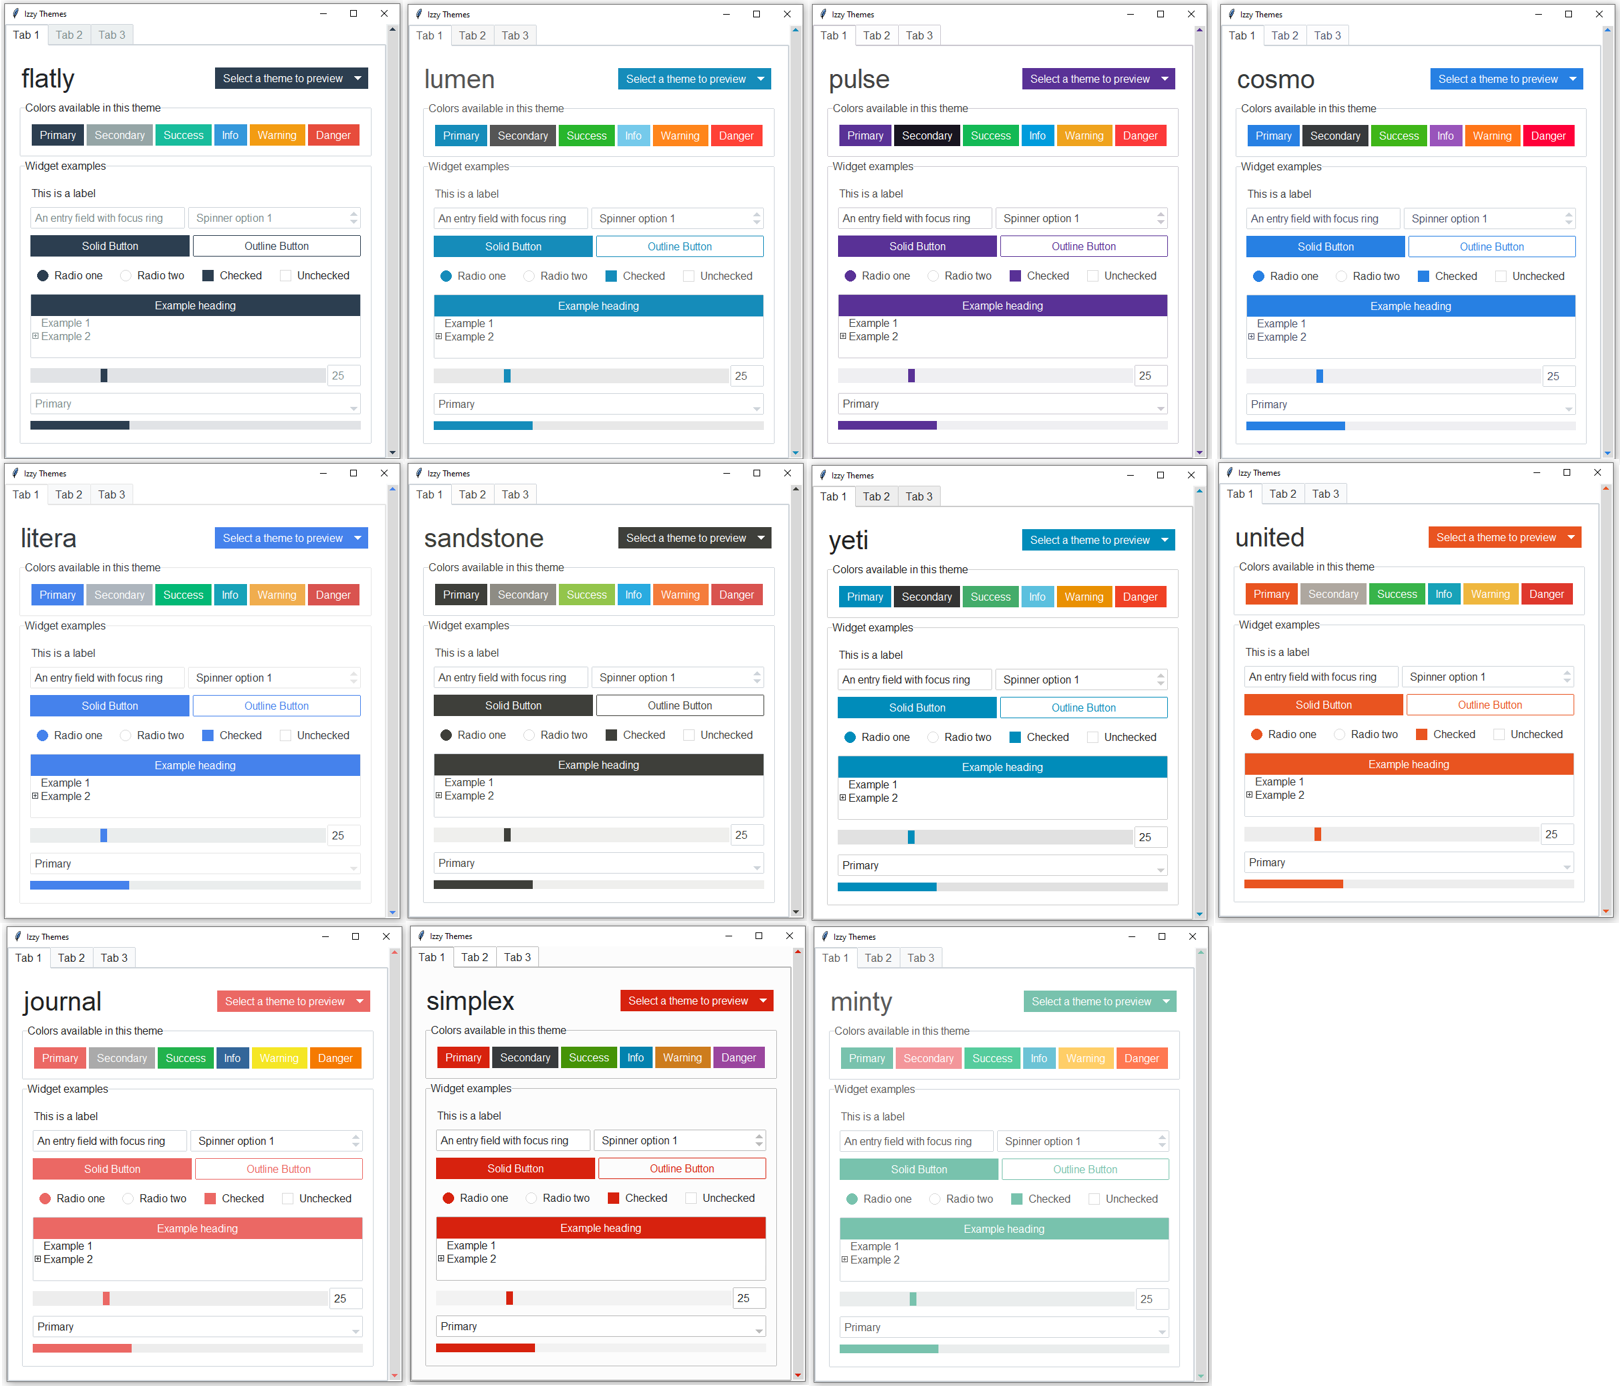 Izzy Themes
Tab 1 Tab 2 Tab 3
flatly Select a theme to preview
Colors available in this theme
Primary Secondary Success Info Warning Danger
Widget examples
This is a label
An entry field with focus ring Spinner option 1
Solid Button Outline Button
Radio one Radio two Checked Unchecked
Example heading
Example 1
Example 2
25
Primary
Izzy Themes
Tab 1 Tab 2 Tab 3
lumen Select a theme to preview
Colors available in this theme
Primary Secondary Success Info Warning Danger
Widget examples
This is a label
An entry field with focus ring Spinner option 1
Solid Button Outline Button
Radio one Radio two Checked Unchecked
Example heading
Example 1
Example 2
25
Primary
Izzy Themes
Tab 1 Tab 2 Tab 3
pulse Select a theme to preview
Colors available in this theme
Primary Secondary Success Info Warning Danger
Widget examples
This is a label
An entry field with focus ring Spinner option 1
Solid Button Outline Button
Radio one Radio two Checked Unchecked
Example heading
Example 1
Example 2
25
Primary
Izzy Themes
Tab 1 Tab 2 Tab 3
cosmo Select a theme to preview
Colors available in this theme
Primary Secondary Success Info Warning Danger
Widget examples
This is a label
An entry field with focus ring Spinner option 1
Solid Button Outline Button
Radio one Radio two Checked Unchecked
Example heading
Example 1
Example 2
25
Primary
Izzy Themes
Tab 1 Tab 2 Tab 3
litera Select a theme to preview
Colors available in this theme
Primary Secondary Success Info Warning Danger
Widget examples
This is a label
An entry field with focus ring Spinner option 1
Solid Button Outline Button
Radio one Radio two Checked Unchecked
Example heading
Example 1
Example 2
25
Primary
Izzy Themes
Tab 1 Tab 2 Tab 3
sandstone Select a theme to preview
Colors available in this theme
Primary Secondary Success Info Warning Danger
Widget examples
This is a label
An entry field with focus ring Spinner option 1
Solid Button Outline Button
Radio one Radio two Checked Unchecked
Example heading
Example 1
Example 2
25
Primary
Izzy Themes
Tab 1 Tab 2 Tab 3
yeti Select a theme to preview
Colors available in this theme
Primary Secondary Success Info Warning Danger
Widget examples
This is a label
An entry field with focus ring Spinner option 1
Solid Button Outline Button
Radio one Radio two Checked Unchecked
Example heading
Example 1
Example 2
25
Primary
Izzy Themes
Tab 1 Tab 2 Tab 3
united Select a theme to preview
Colors available in this theme
Primary Secondary Success Info Warning Danger
Widget examples
This is a label
An entry field with focus ring Spinner option 1
Solid Button Outline Button
Radio one Radio two Checked Unchecked
Example heading
Example 1
Example 2
25
Primary
Izzy Themes
Tab 1 Tab 2 Tab 3
journal Select a theme to preview
Colors available in this theme
Primary Secondary Success Info Warning Danger
Widget examples
This is a label
An entry field with focus ring Spinner option 1
Solid Button Outline Button
Radio one Radio two Checked Unchecked
Example heading
Example 1
Example 2
25
Primary
Izzy Themes
Tab 1 Tab 2 Tab 3
simplex Select a theme to preview
Colors available in this theme
Primary Secondary Success Info Warning Danger
Widget examples
This is a label
An entry field with focus ring Spinner option 1
Solid Button Outline Button
Radio one Radio two Checked Unchecked
Example heading
Example 1
Example 2
25
Primary
Izzy Themes
Tab 1 Tab 2 Tab 3
minty Select a theme to preview
Colors available in this theme
Primary Secondary Success Info Warning Danger
Widget examples
This is a label
An entry field with focus ring Spinner option 1
Solid Button Outline Button
Radio one Radio two Checked Unchecked
Example heading
Example 1
Example 2
25
Primary